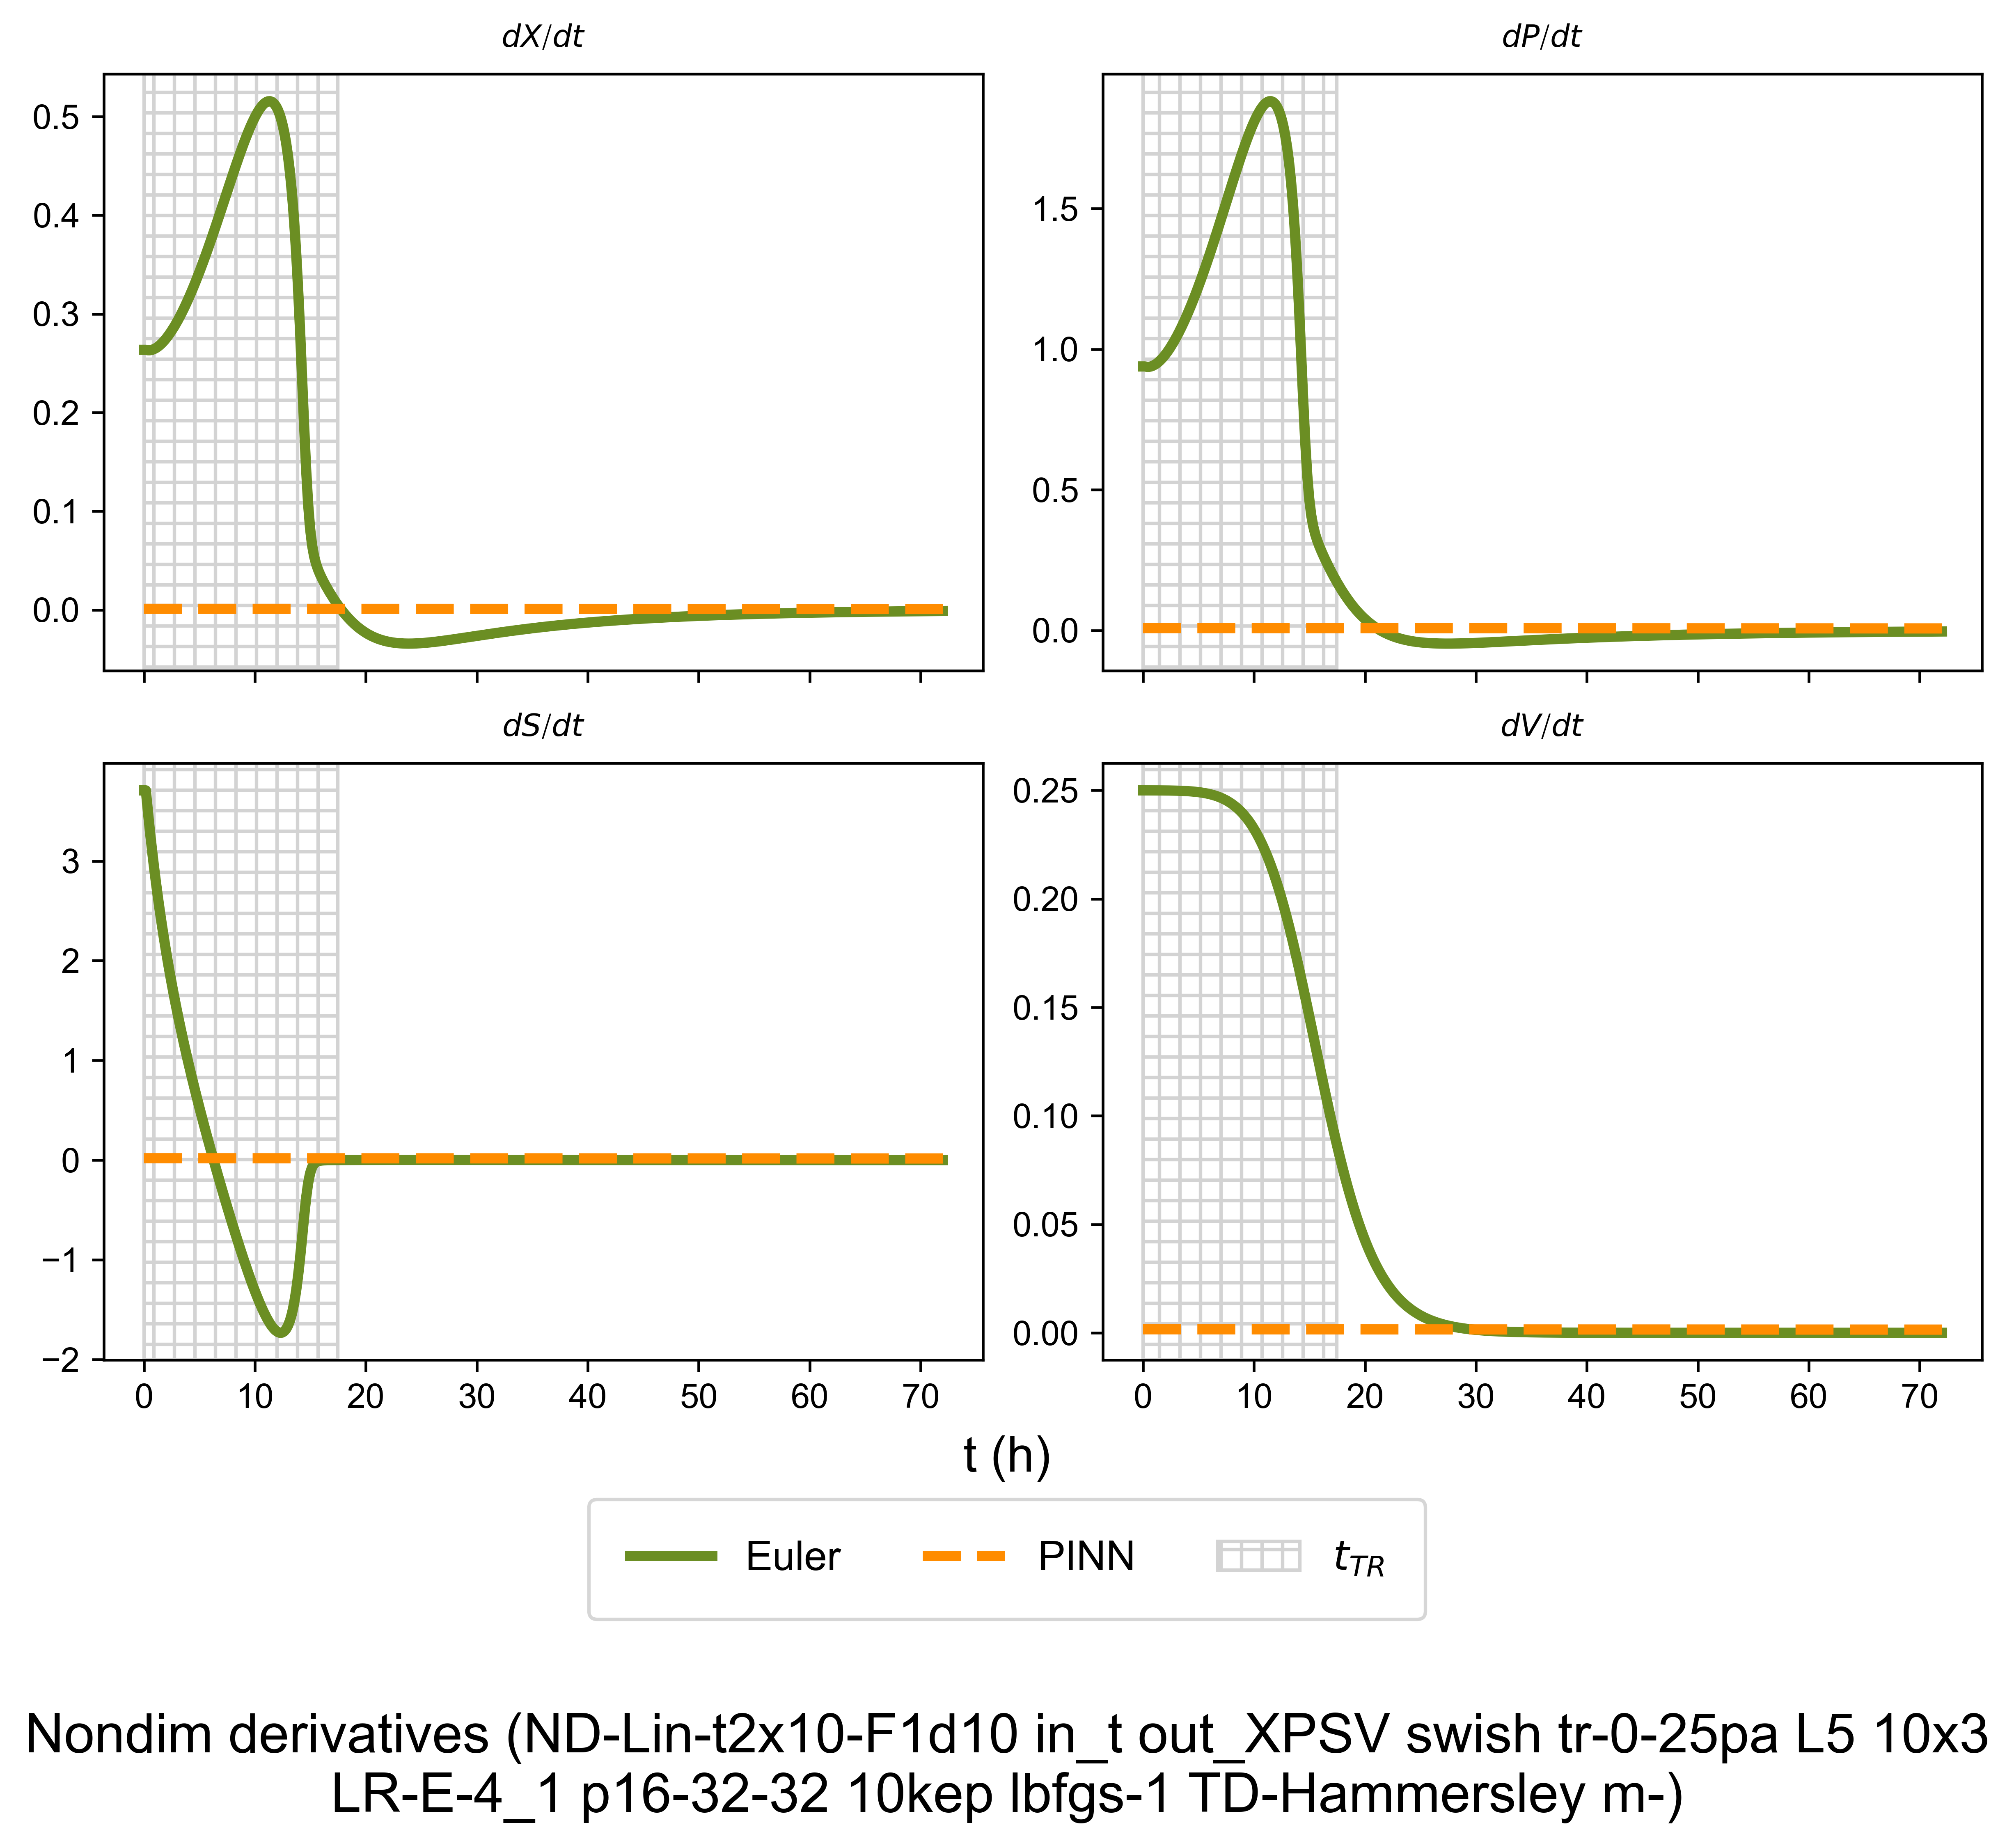 dX/dt
dP/dt
0.5
0.4
0.3
0.2
0.1
0.0
1.5
1.0
0.5
0.0
dS/dt
dV/dt
3
2
1
0
−1
−2
0.25
0.20
0.15
0.10
0.05
0.00
0 10 20 30 40 50 60 70
0 10 20 30 40 50 60 70
t (h)
Euler PINN t_{TR}
Nondim derivatives (ND-Lin-t2x10-F1d10 in_t out_XPSV swish tr-0-25pa L5 10x3
LR-E-4_1 p16-32-32 10kep lbfgs-1 TD-Hammersley m-)